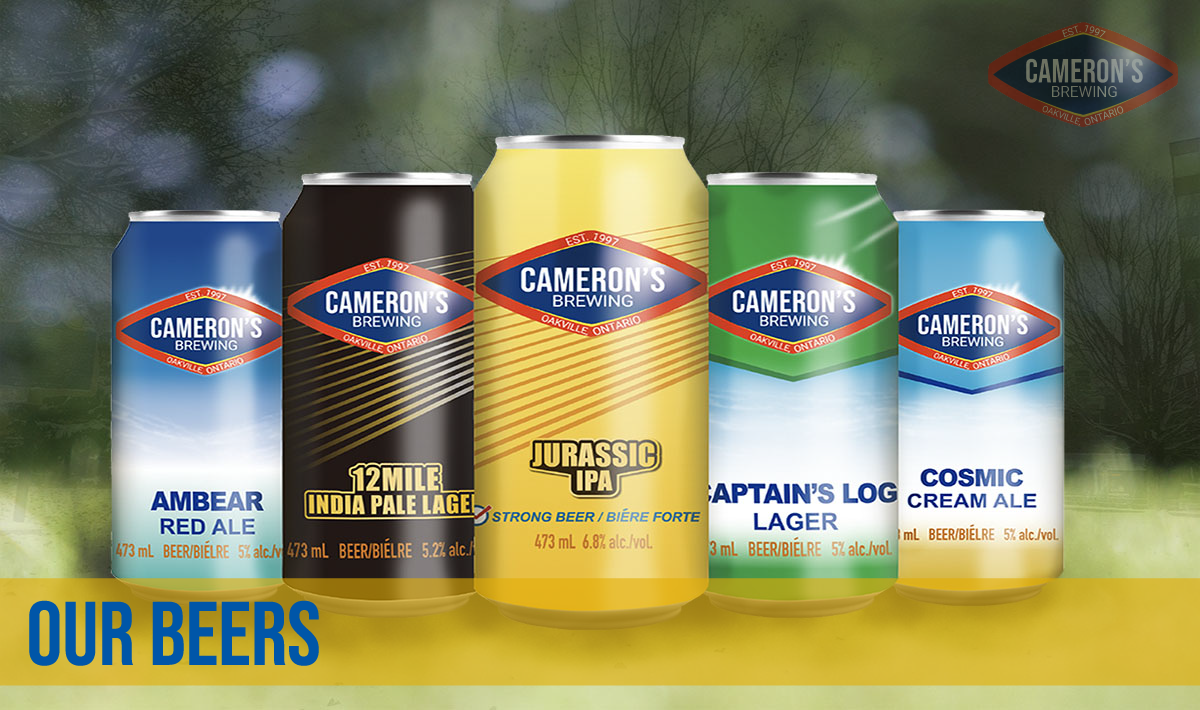 EST. 1997
CAMERON'S
BREWING
OAKVILLE, ONTARIO
EST. 1997
CAMERON'S
BREWING
OAKVILLE ONTARIO
AMBEAR
RED ALE
473 mL BEER/BIÉLRE 5% alc./vo
EST. 1997
CAMERON'S
BREWING
OAKVILLE ONTARIO
12MILE
INDIA PALE LAGER
473 mL BEER/BIÉLRE 5.2% alc./
EST. 1997
CAMERON'S
BREWING
OAKVILLE ONTARIO
JURASSIC
IPA
STRONG BEER / BIÉRE FORTE
473 mL 6.8% alc./vol.
EST. 1997
CAMERON'S
BREWING
OAKVILLE ONTARIO
CAPTAIN'S LOG
LAGER
3 mL BEER/BIÉLRE 5% alc./vol.
EST. 1997
CAMERON'S
BREWING
OAKVILLE ONTARIO
COSMIC
CREAM ALE
mL BEER/BIÉLRE 5% alc./vol.
OUR BEERS